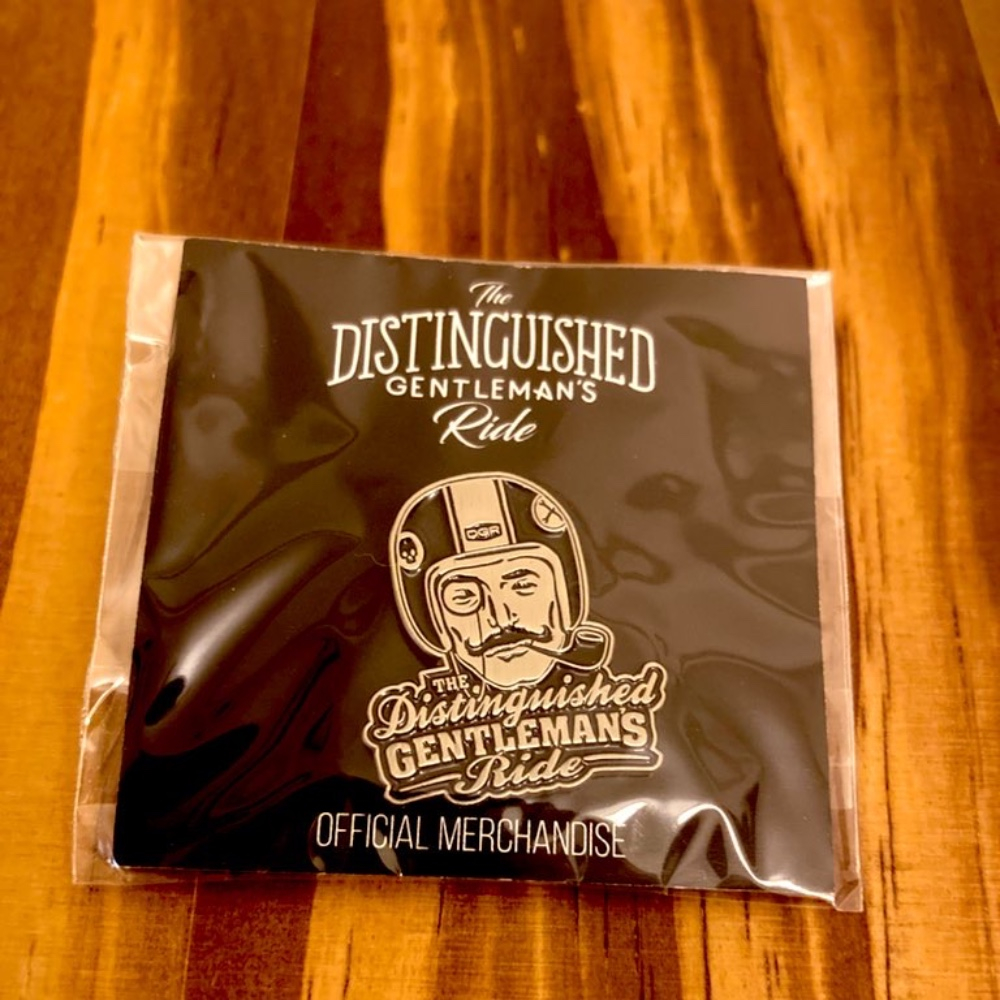 The
DISTINGUISHED
GENTLEMAN'S
Ride
DGR
THE
Distinguished
GENTLEMANS
Ride
OFFICIAL MERCHANDISE